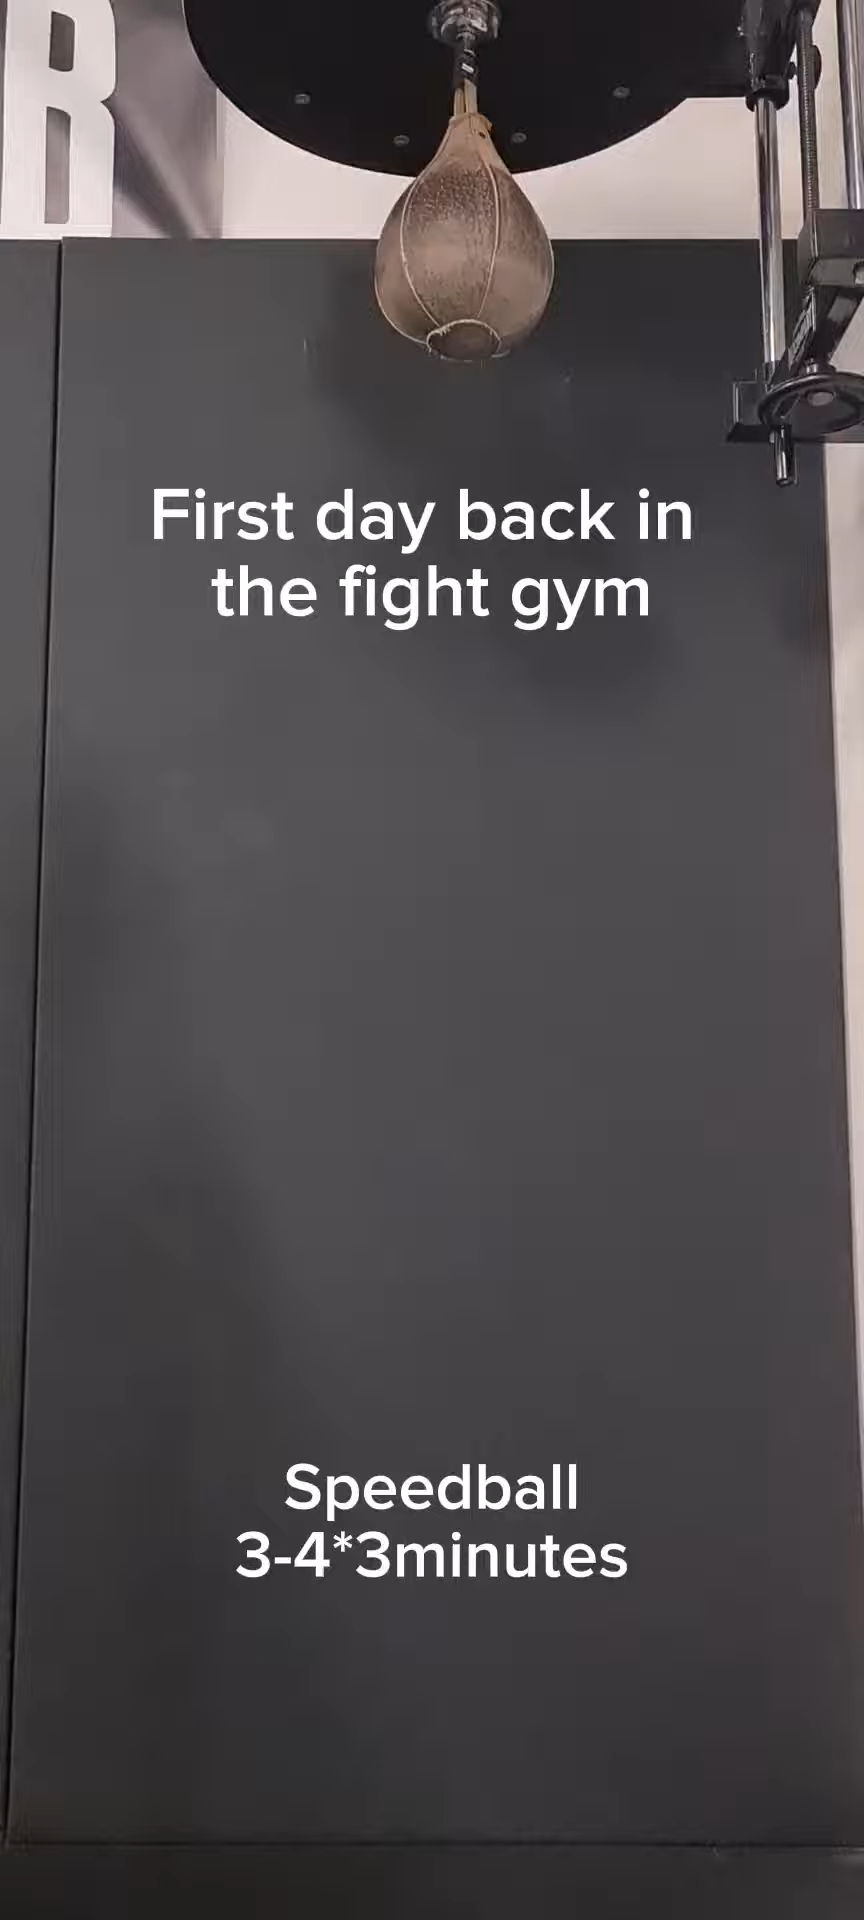 R
First day back in
the fight gym
Speedball
3-4*3minutes